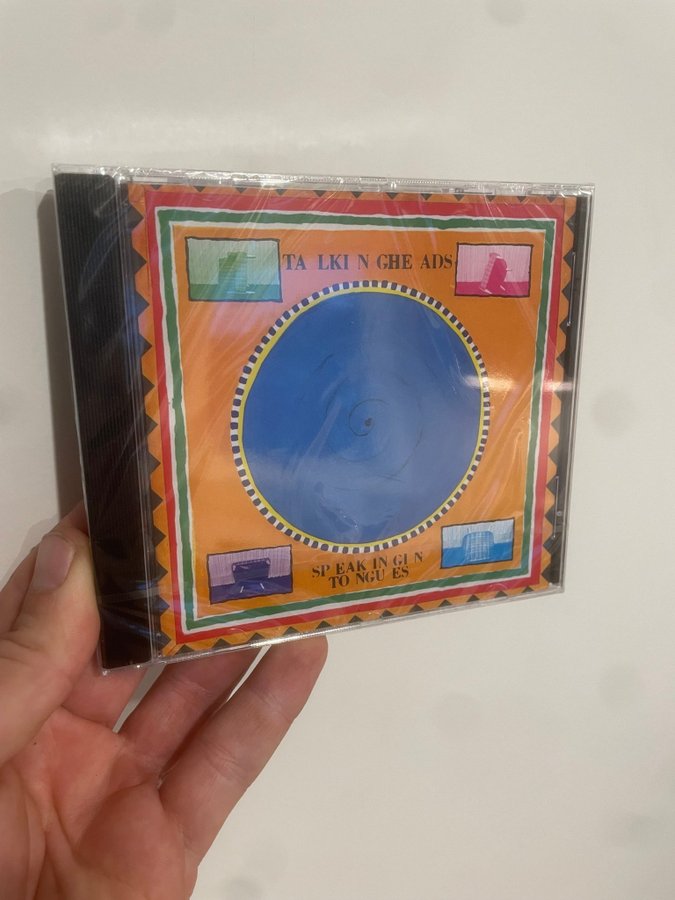 TA LKI N GHE ADS
SP EAK IN GI N
TO NGU ES